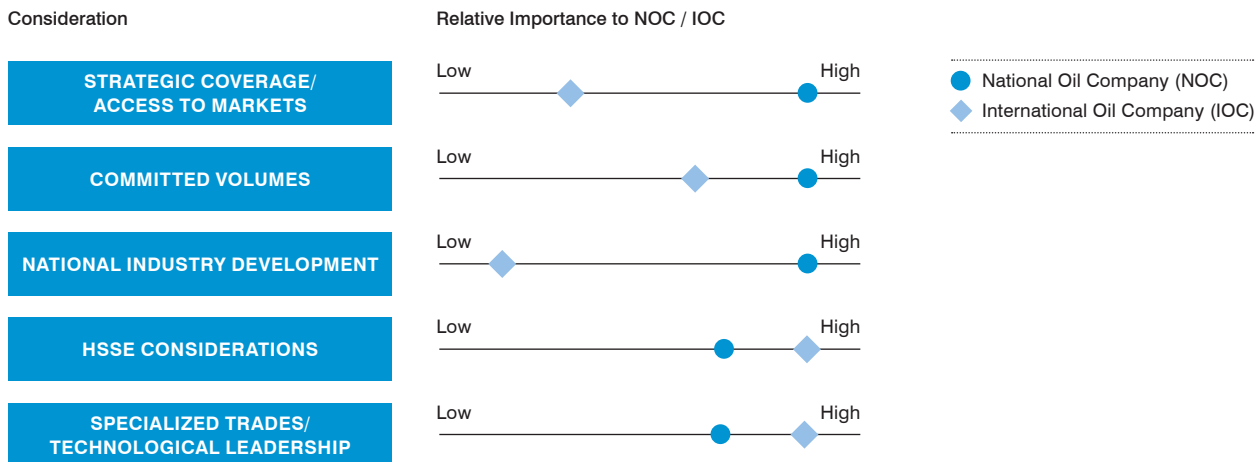 Consideration
Relative Importance to NOC / IOC
STRATEGIC COVERAGE/
ACCESS TO MARKETS
Low
High
National Oil Company (NOC)
International Oil Company (IOC)
COMMITTED VOLUMES
Low
High
NATIONAL INDUSTRY DEVELOPMENT
Low
High
HSSE CONSIDERATIONS
Low
High
SPECIALIZED TRADES/
TECHNOLOGICAL LEADERSHIP
Low
High